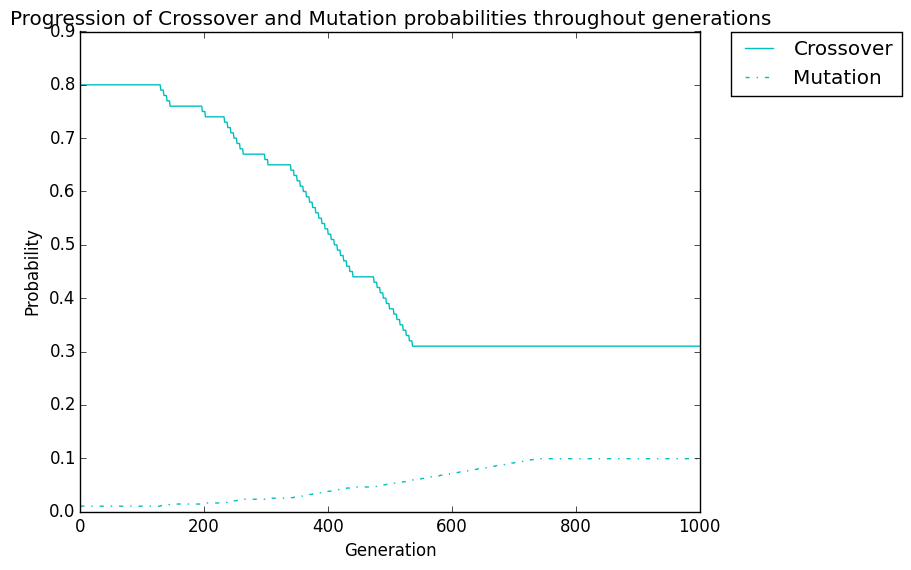 Progression of Crossover and Mutation probabilities throughout generations
Crossover
Mutation
0.9
0.8
0.7
0.6
0.5
0.4
0.3
0.2
0.1
0.0
Probability
0 200 400 600 800 1000
Generation